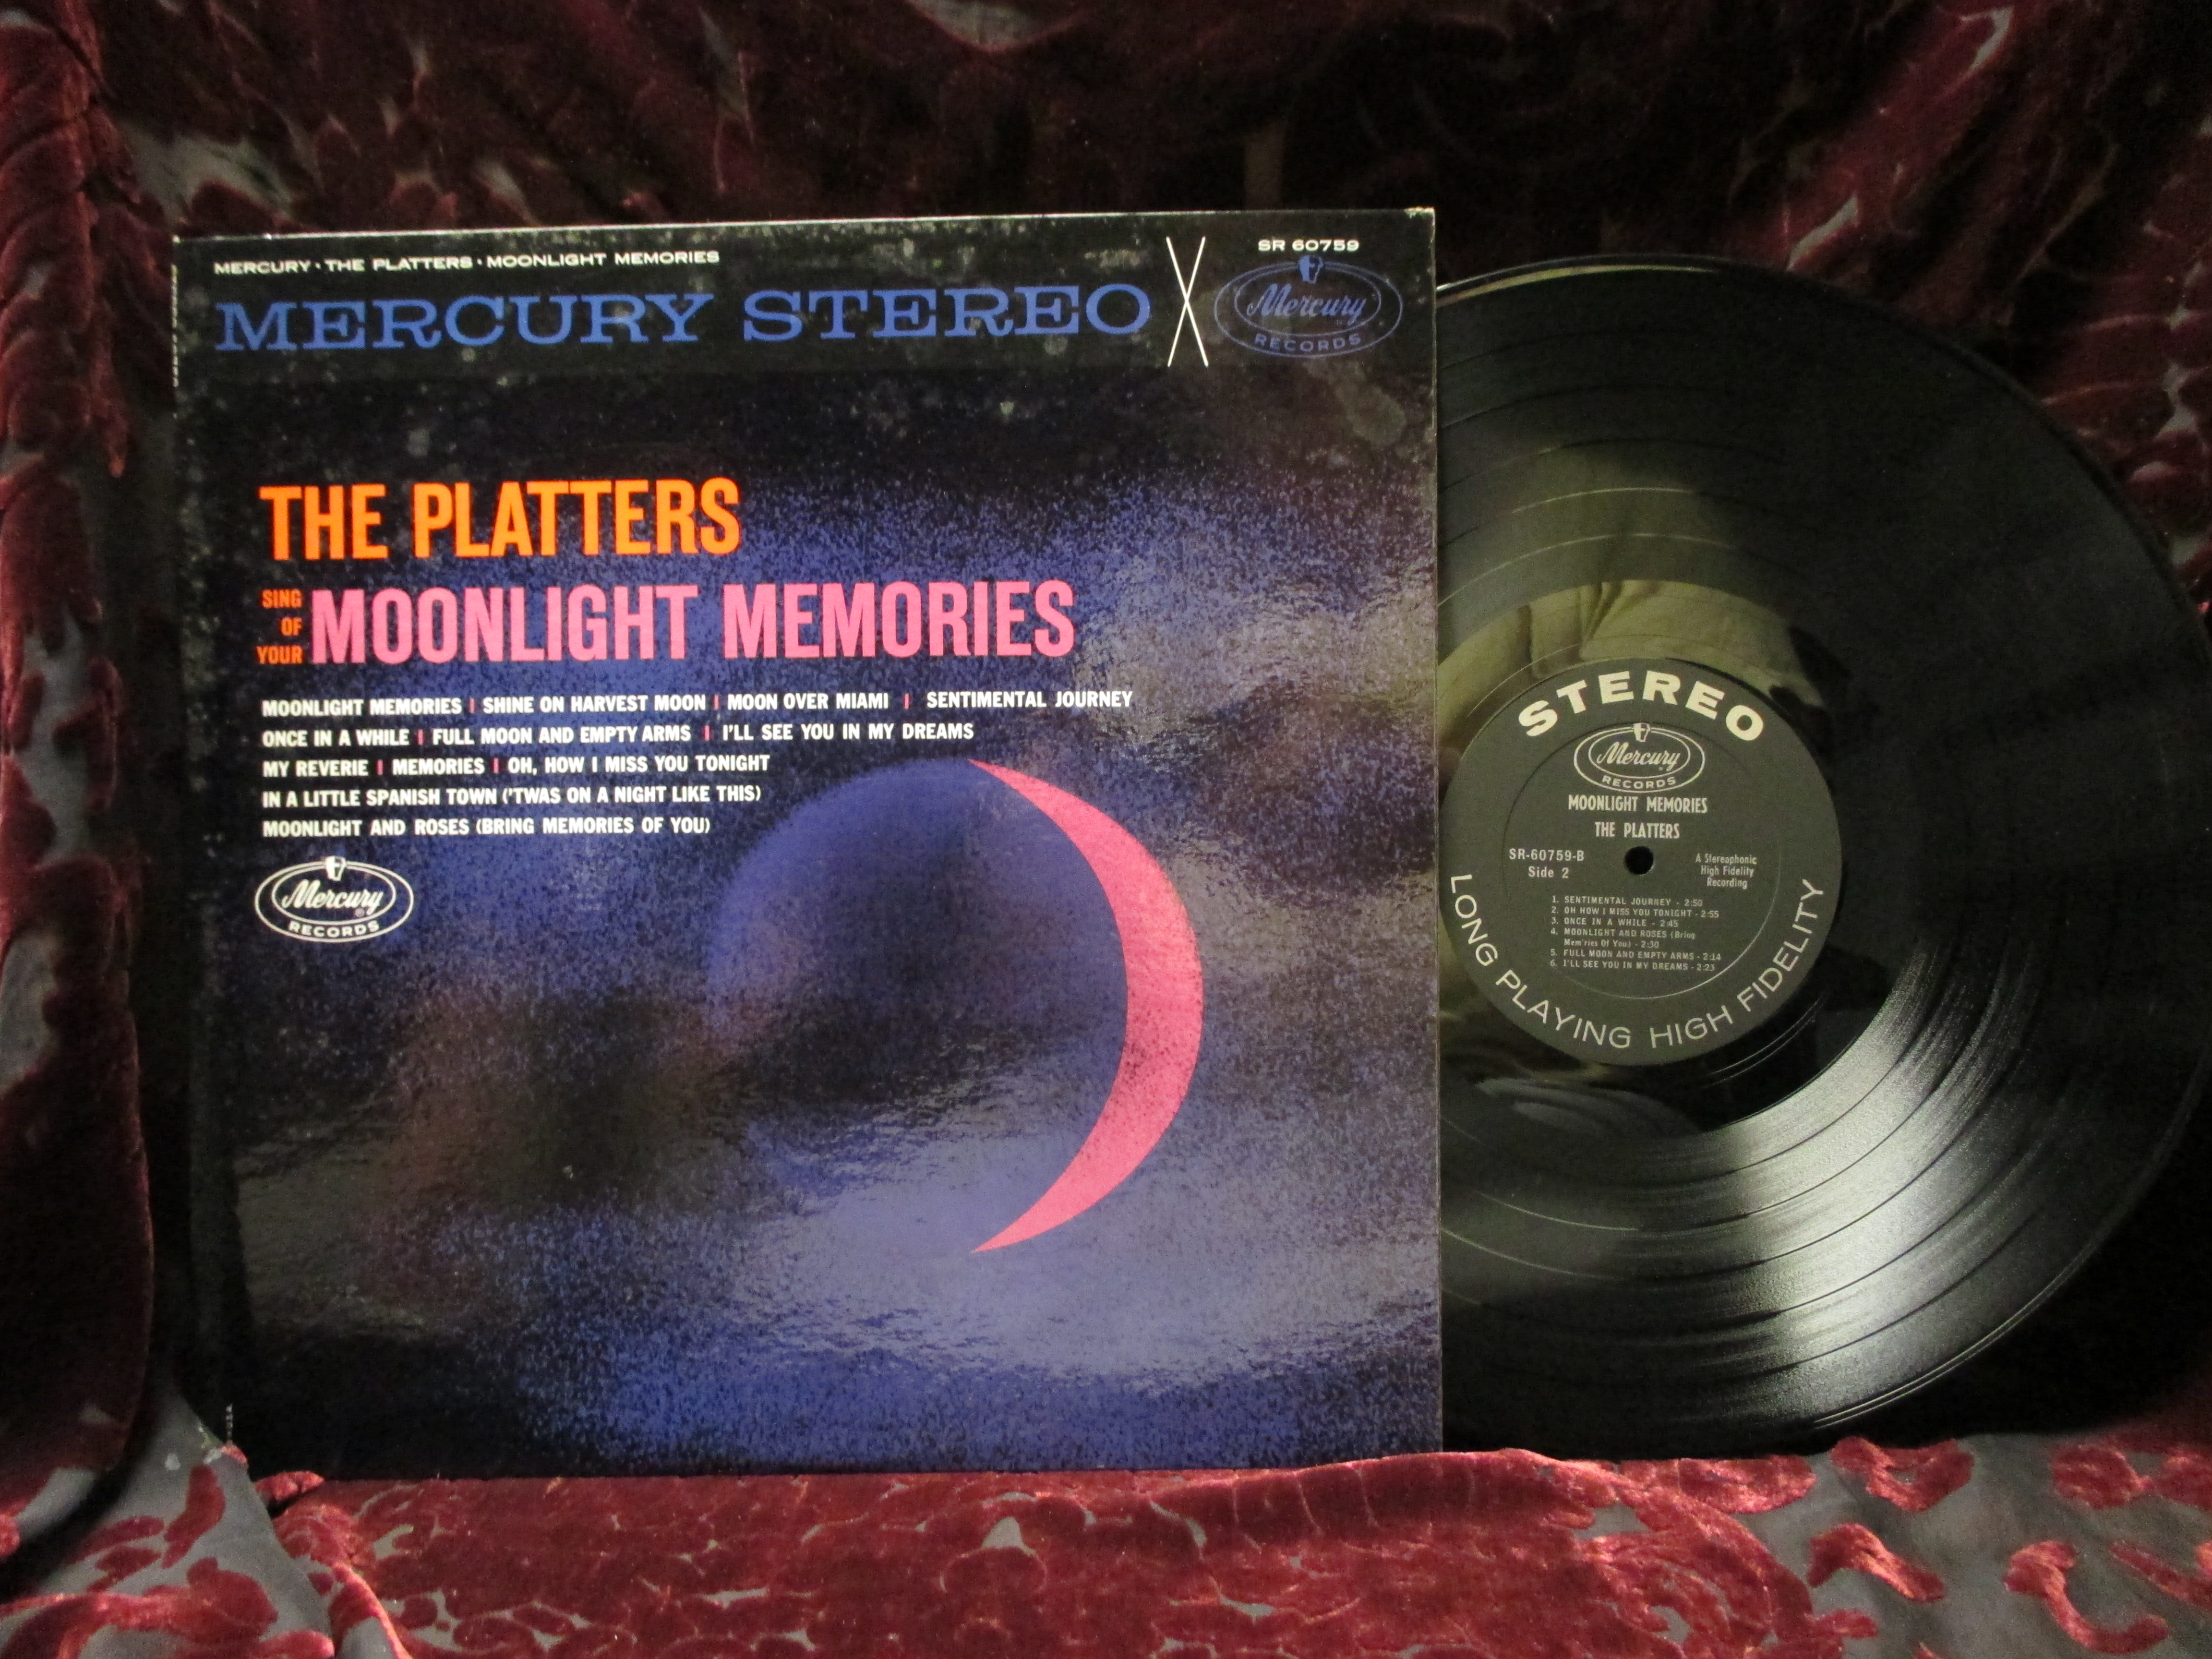 MERCURY · THE PLATTERS · MOONLIGHT MEMORIES
SR 60759
MERCURY STEREO
Mercury
RECORDS
THE PLATTERS
SING
OF
YOUR
MOONLIGHT MEMORIES
MOONLIGHT MEMORIES | SHINE ON HARVEST MOON | MOON OVER MIAMI | SENTIMENTAL JOURNEY
ONCE IN A WHILE | FULL MOON AND EMPTY ARMS | I'LL SEE YOU IN MY DREAMS
MY REVERIE | MEMORIES | OH, HOW I MISS YOU TONIGHT
IN A LITTLE SPANISH TOWN ('TWAS ON A NIGHT LIKE THIS)
MOONLIGHT AND ROSES (BRING MEMORIES OF YOU)
Mercury
®
RECORDS
STEREO
Mercury
RECORDS
MOONLIGHT MEMORIES
THE PLATTERS
SR-60759-B
Side 2
A Stereophonic
High Fidelity
Recording
1. SENTIMENTAL JOURNEY - 2:50
2. OH HOW I MISS YOU TONIGHT - 2:55
3. ONCE IN A WHILE - 2:45
4. MOONLIGHT AND ROSES (Bring
Mem'ries Of You) - 2:30
5. FULL MOON AND EMPTY ARMS - 2:14
6. I'LL SEE YOU IN MY DREAMS - 2:23
LONG PLAYING HIGH FIDELITY